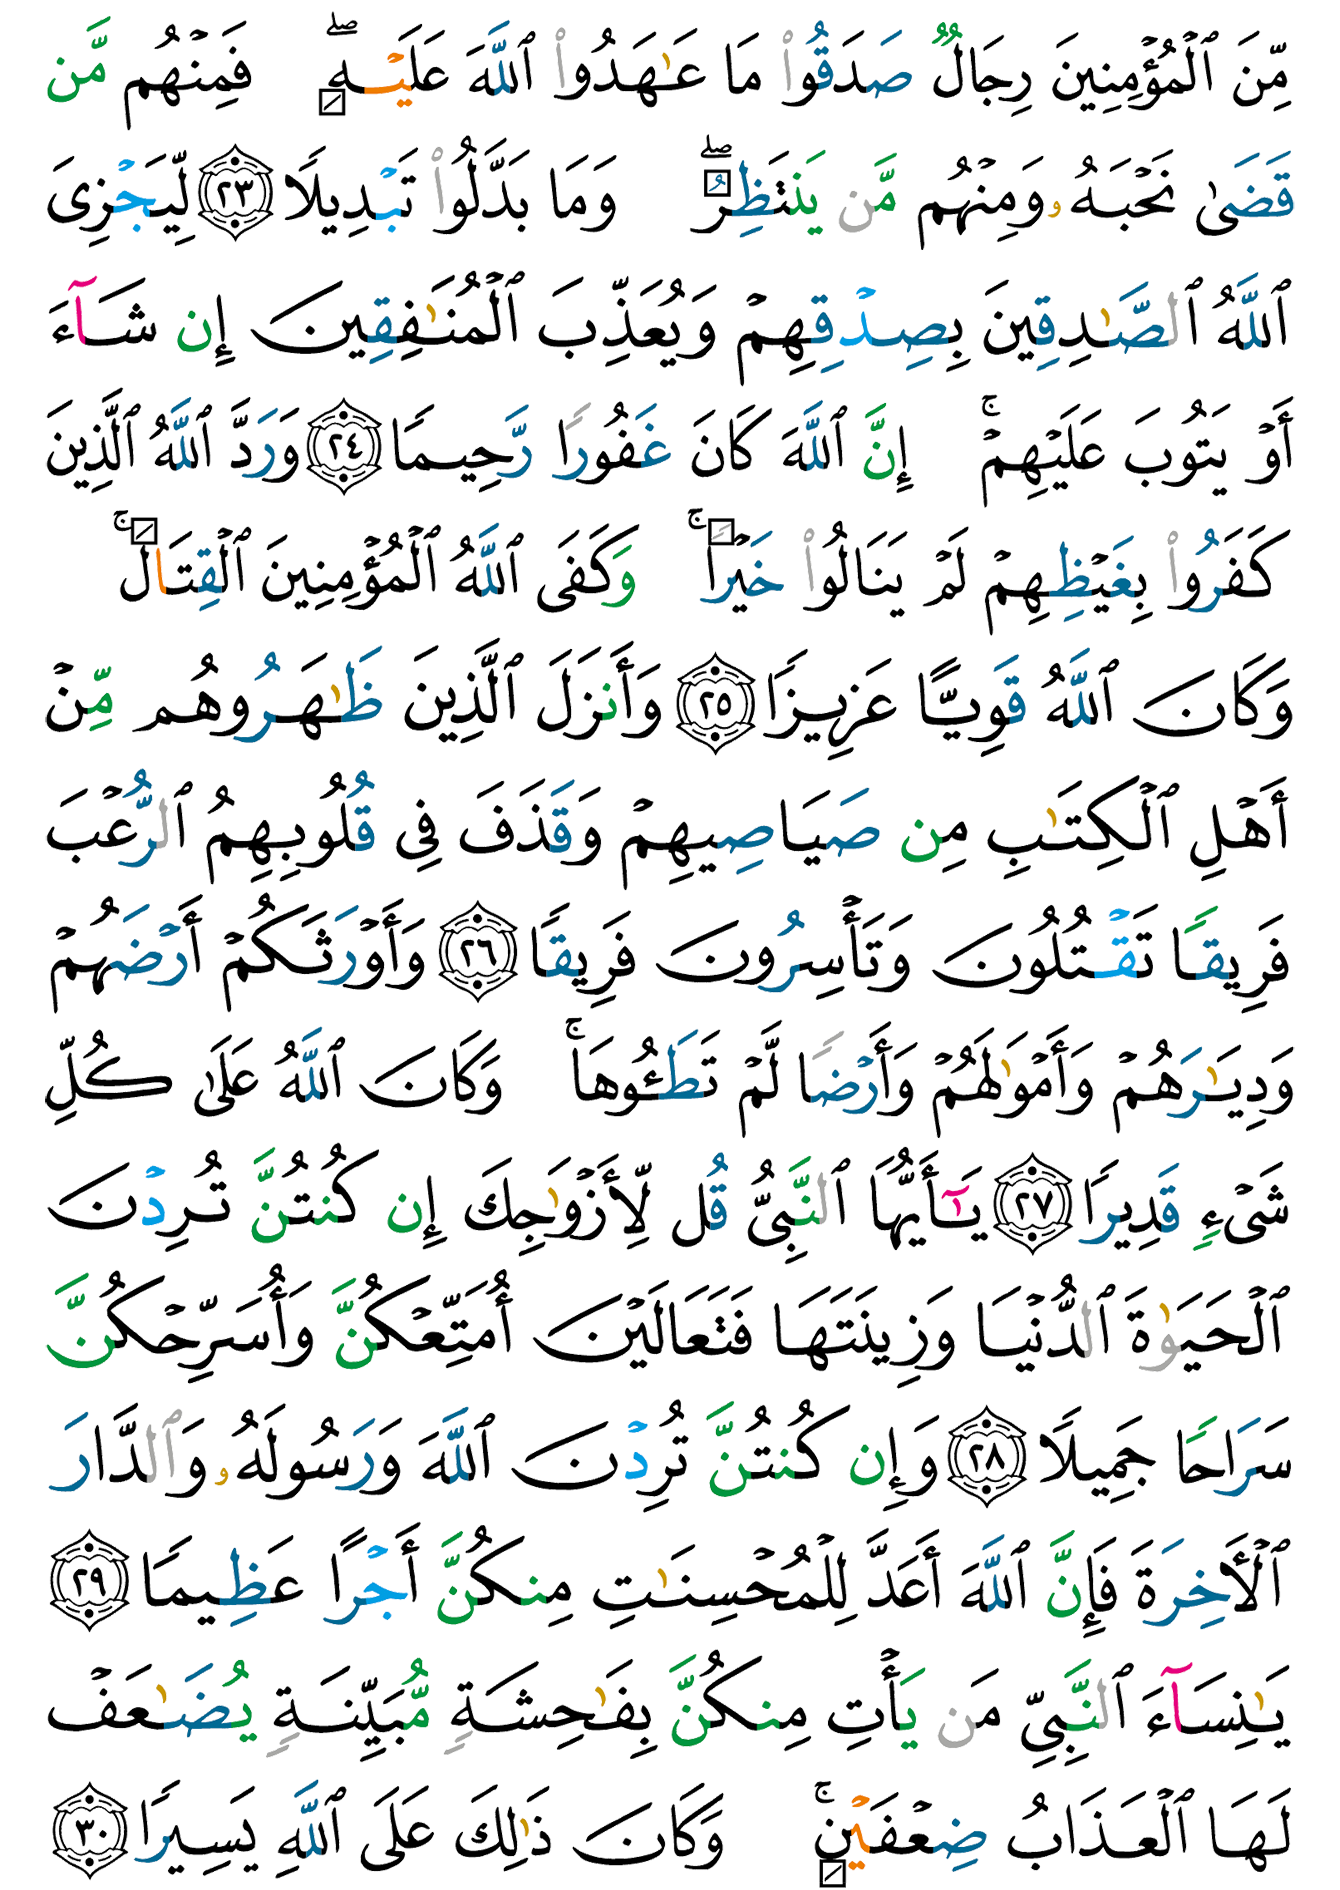 مِّنَ ٱلْمُؤْمِنِينَ رِجَالٌ صَدَقُوا۟ مَا عَـٰهَدُوا۟ ٱللَّهَ عَلَيْهِ ۖ فَمِنْهُم مَّن
قَضَىٰ نَحْبَهُۥ وَمِنْهُم مَّن يَنتَظِرُ ۖ وَمَا بَدَّلُوا۟ تَبْدِيلًا ٢٣ لِّيَجْزِىَ
ٱللَّهُ ٱلصَّـٰدِقِينَ بِصِدْقِهِمْ وَيُعَذِّبَ ٱلْمُنَـٰفِقِينَ إِن شَآءَ
أَوْ يَتُوبَ عَلَيْهِمْ ۚ إِنَّ ٱللَّهَ كَانَ غَفُورًا رَّحِيمًا ٢٤ وَرَدَّ ٱللَّهُ ٱلَّذِينَ
كَفَرُوا۟ بِغَيْظِهِمْ لَمْ يَنَالُوا۟ خَيْرًا ۚ وَكَفَى ٱللَّهُ ٱلْمُؤْمِنِينَ ٱلْقِتَالَ ۚ
وَكَانَ ٱللَّهُ قَوِيًّا عَزِيزًا ٢٥ وَأَنزَلَ ٱلَّذِينَ ظَـٰهَرُوهُم مِّنْ
أَهْلِ ٱلْكِتَـٰبِ مِن صَيَاصِيهِمْ وَقَذَفَ فِى قُلُوبِهِمُ ٱلرُّعْبَ
فَرِيقًا تَقْتُلُونَ وَتَأْسِرُونَ فَرِيقًا ٢٦ وَأَوْرَثَكُمْ أَرْضَهُمْ
وَدِيَـٰرَهُمْ وَأَمْوَٰلَهُمْ وَأَرْضًا لَّمْ تَطَـُٔوهَا ۚ وَكَانَ ٱللَّهُ عَلَىٰ كُلِّ
شَىْءٍ قَدِيرًا ٢٧ يَـٰٓأَيُّهَا ٱلنَّبِىُّ قُل لِّأَزْوَٰجِكَ إِن كُنتُنَّ تُرِدْنَ
ٱلْحَيَوٰةَ ٱلدُّنْيَا وَزِينَتَهَا فَتَعَالَيْنَ أُمَتِّعْكُنَّ وَأُسَرِّحْكُنَّ
سَرَاحًا جَمِيلًا ٢٨ وَإِن كُنتُنَّ تُرِدْنَ ٱللَّهَ وَرَسُولَهُۥ وَٱلدَّارَ
ٱلْـَٔاخِرَةَ فَإِنَّ ٱللَّهَ أَعَدَّ لِلْمُحْسِنَـٰتِ مِنكُنَّ أَجْرًا عَظِيمًا ٢٩
يَـٰنِسَآءَ ٱلنَّبِىِّ مَن يَأْتِ مِنكُنَّ بِفَـٰحِشَةٍ مُّبَيِّنَةٍ يُضَـٰعَفْ
لَهَا ٱلْعَذَابُ ضِعْفَيْنِ ۚ وَكَانَ ذَٰلِكَ عَلَى ٱللَّهِ يَسِيرًا ٣٠